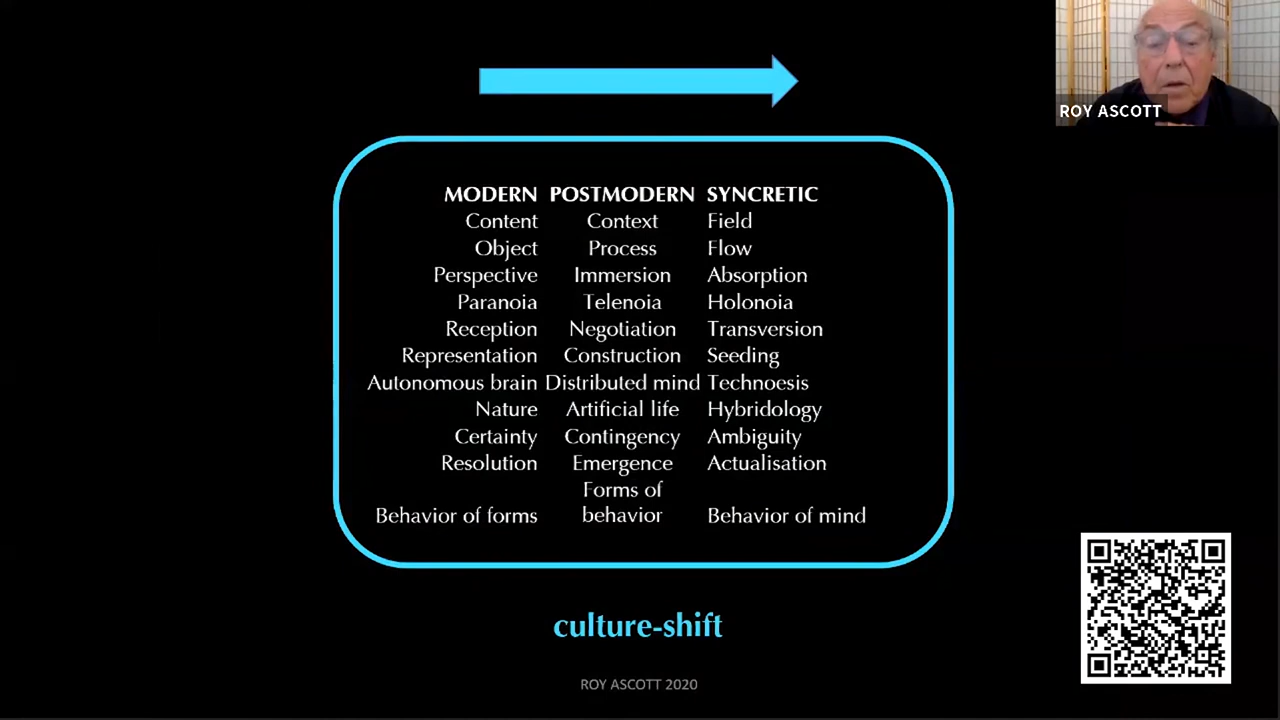 ROY ASCOTT
MODERN POSTMODERN SYNCRETIC
Content Context Field
Object Process Flow
Perspective Immersion Absorption
Paranoia Telenoia Holonoia
Reception Negotiation Transversion
Representation Construction Seeding
Autonomous brain Distributed mind Technoesis
Nature Artificial life Hybridology
Certainty Contingency Ambiguity
Resolution Emergence Actualisation
Forms of
Behavior of forms behavior Behavior of mind
culture-shift
ROY ASCOTT 2020